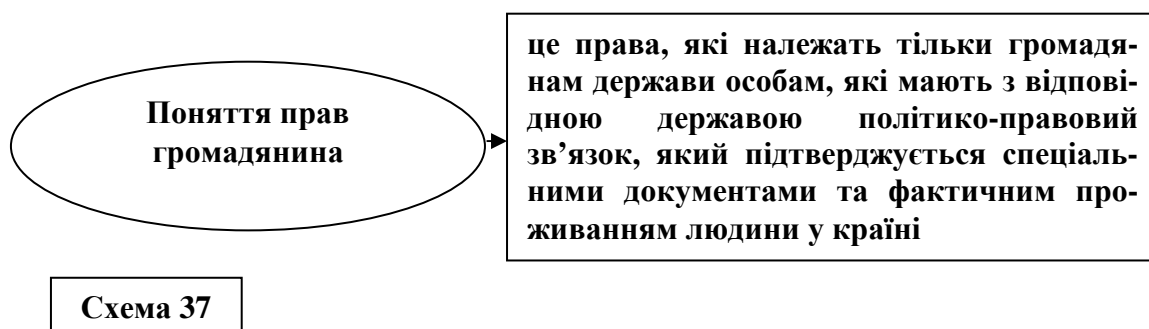 Поняття прав
громадянина
це права, які належать тільки громадя-
нам держави особам, які мають з відпові-
дною державою політико-правовий
зв’язок, який підтверджується спеціаль-
ними документами та фактичним про-
живанням людини у країні
Схема 37